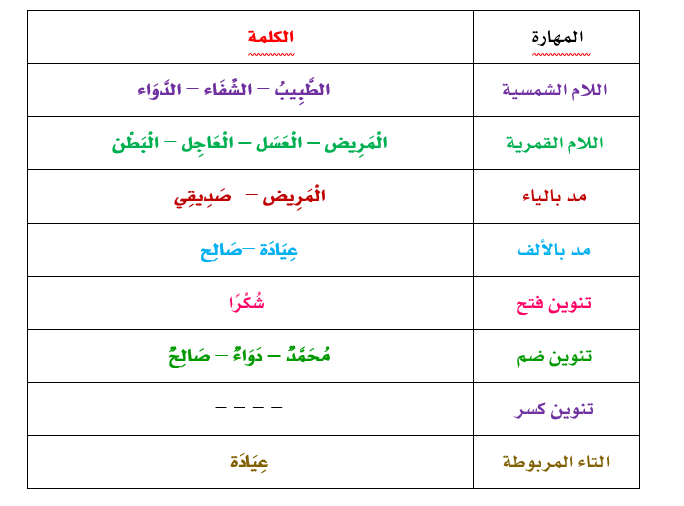 المهارة الكلمة
اللام الشمسية الطَّبِيبُ – الشِّفَاء – الدَّوَاء
اللام القمرية الْمَرِيض – الْعَسَل – الْعَاجِل – الْبَطْن
مد بالياء الْمَرِيض – صَدِيقِي
مد بالألف عِيَادَة – صَالِح
تنوين فتح شُكْرًا
تنوين ضم مُحَمَّدٌ – دَوَاءٌ – صَالِحٌ
تنوين كسر – – – –
التاء المربوطة عِيَادَة